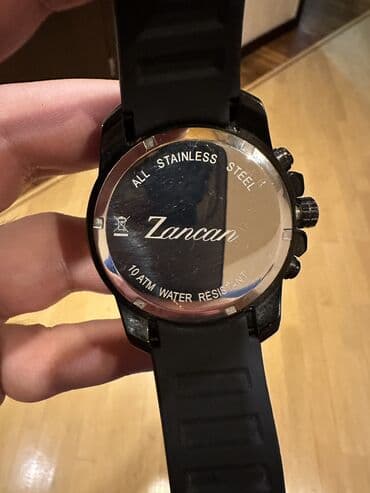 ALL STAINLESS STEEL
Zancan
10 ATM WATER RESISTANT